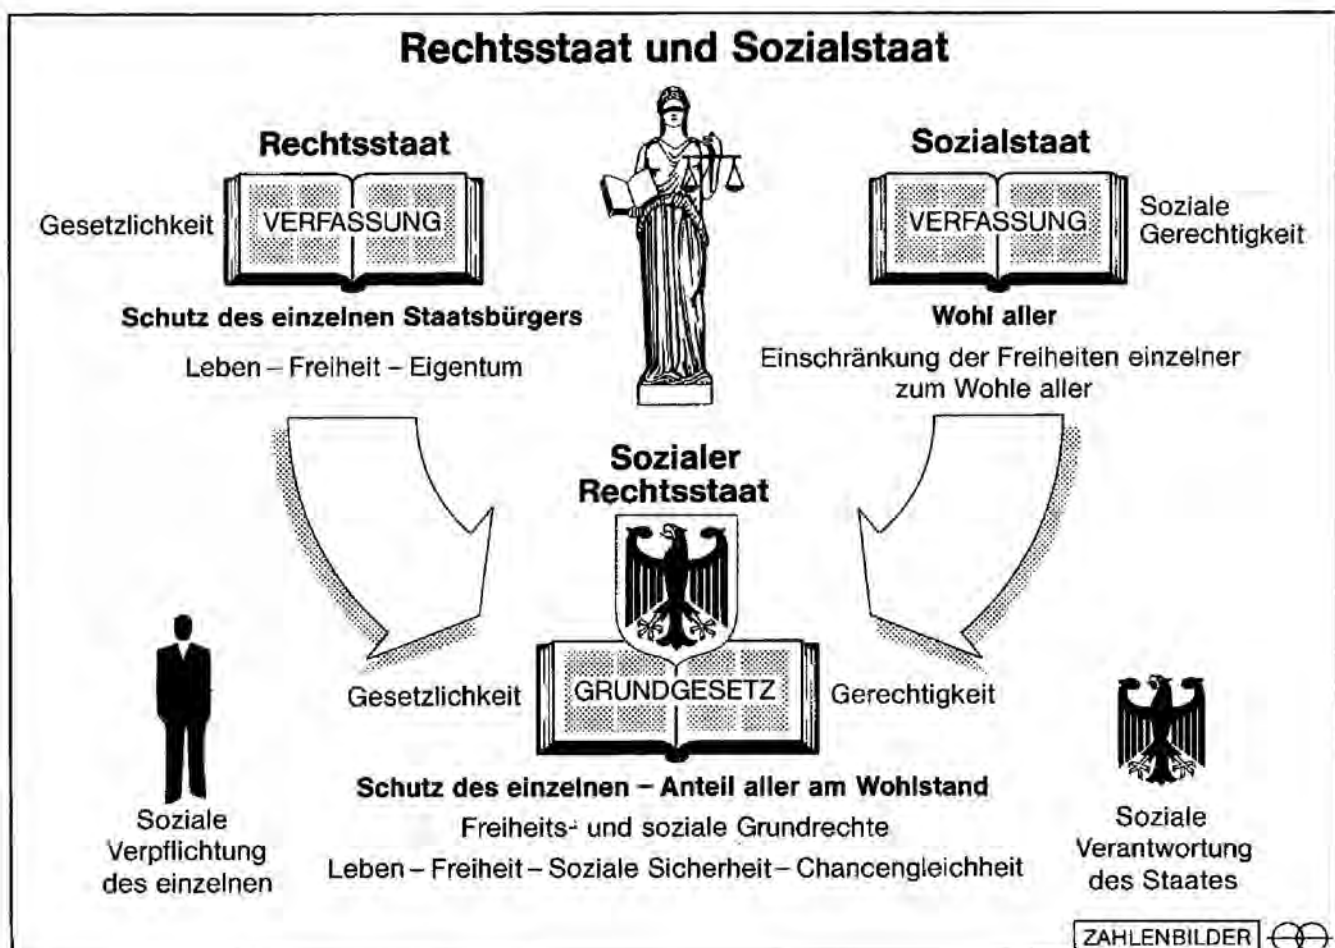 Rechtsstaat und Sozialstaat
Rechtsstaat
Gesetzlichkeit
VERFASSUNG
Schutz des einzelnen Staatsbürgers
Leben – Freiheit – Eigentum
Sozialstaat
VERFASSUNG
Soziale
Gerechtigkeit
Wohl aller
Einschränkung der Freiheiten einzelner
zum Wohle aller
Sozialer
Rechtsstaat
Gesetzlichkeit
GRUNDGESETZ
Gerechtigkeit
Schutz des einzelnen – Anteil aller am Wohlstand
Freiheits- und soziale Grundrechte
Leben – Freiheit – Soziale Sicherheit – Chancengleichheit
Soziale
Verpflichtung
des einzelnen
Soziale
Verantwortung
des Staates
ZAHLENBILDER